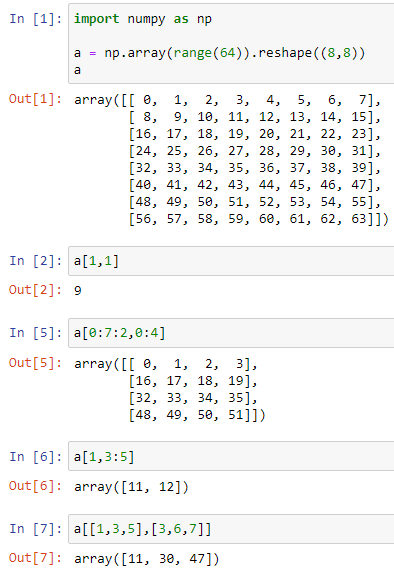 In [1]: import numpy as np
a = np.array(range(64)).reshape((8,8))
a
Out[1]: array([[ 0,  1,  2,  3,  4,  5,  6,  7],
[ 8,  9, 10, 11, 12, 13, 14, 15],
[16, 17, 18, 19, 20, 21, 22, 23],
[24, 25, 26, 27, 28, 29, 30, 31],
[32, 33, 34, 35, 36, 37, 38, 39],
[40, 41, 42, 43, 44, 45, 46, 47],
[48, 49, 50, 51, 52, 53, 54, 55],
[56, 57, 58, 59, 60, 61, 62, 63]])
In [2]: a[1,1]
Out[2]: 9
In [5]: a[0:7:2,0:4]
Out[5]: array([[ 0,  1,  2,  3],
[16, 17, 18, 19],
[32, 33, 34, 35],
[48, 49, 50, 51]])
In [6]: a[1,3:5]
Out[6]: array([11, 12])
In [7]: a[[1,3,5],[3,6,7]]
Out[7]: array([11, 30, 47])